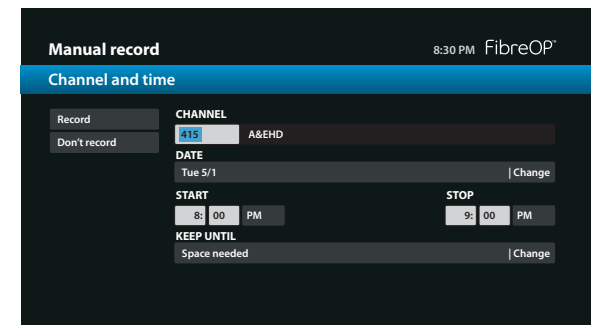 Manual record
8:30 PM FibreOP™
Channel and time
Record
Don't record
CHANNEL
415 A&EHD
DATE
Tue 5/1 | Change
START STOP
8: 00 PM 9: 00 PM
KEEP UNTIL
Space needed | Change